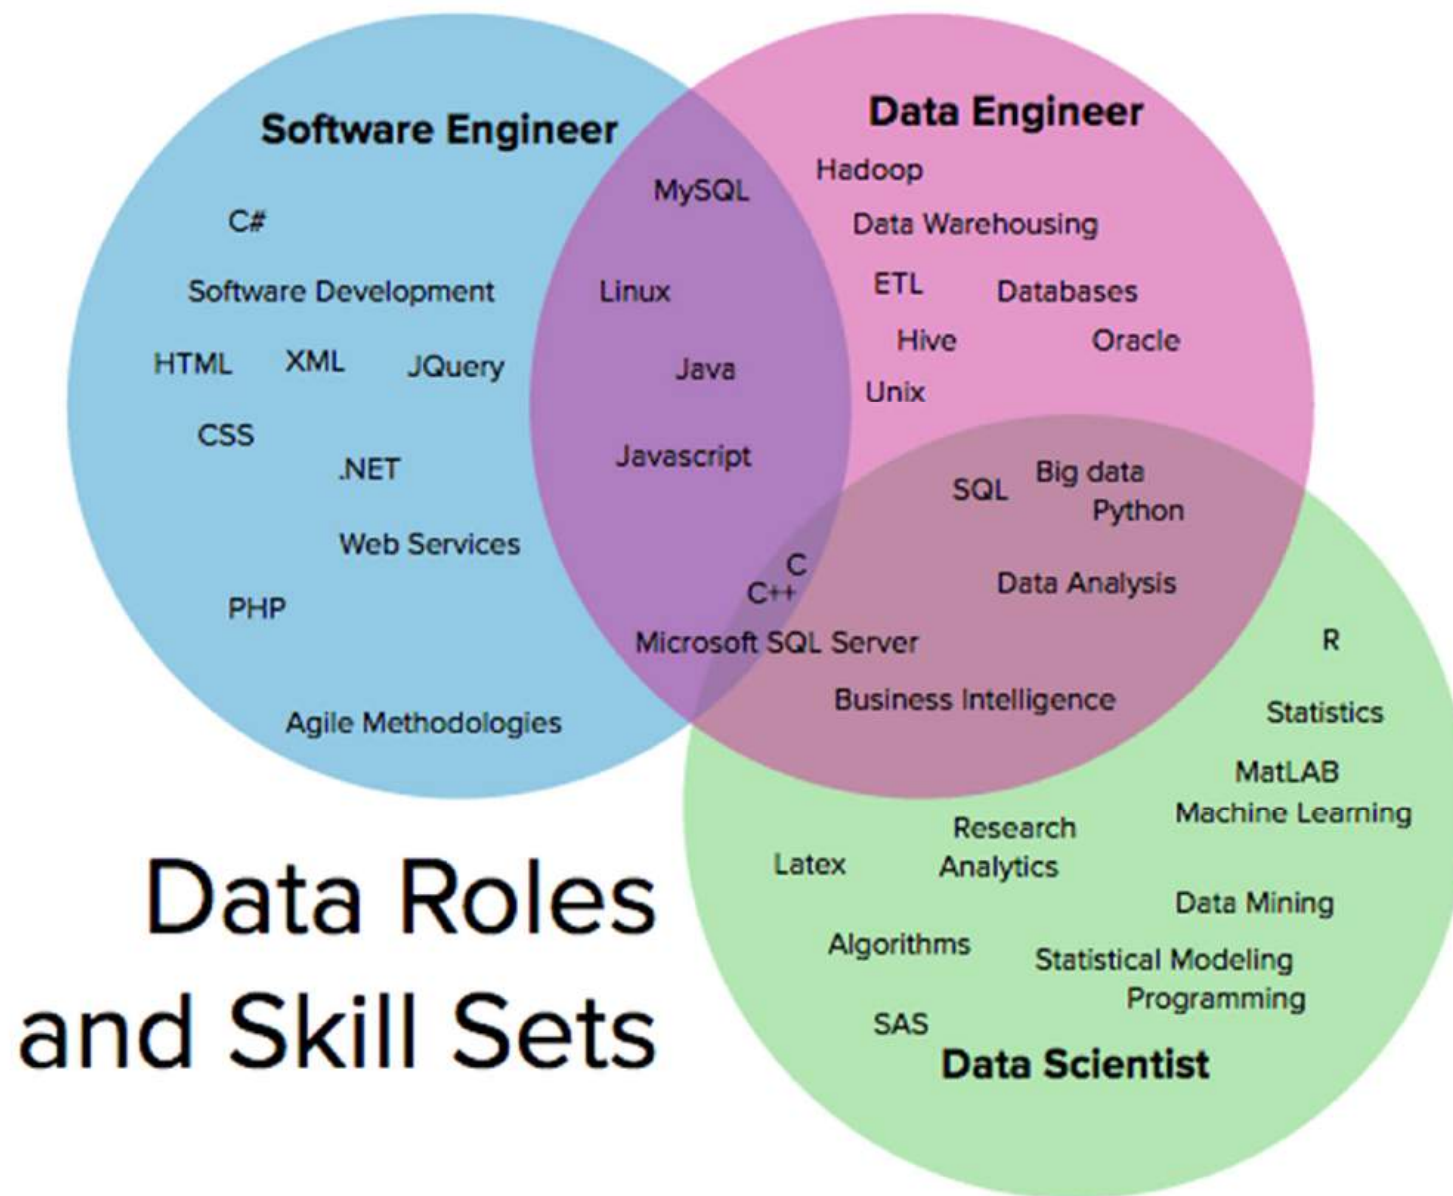 Software Engineer
C#
Software Development
HTML
XML
JQuery
CSS
.NET
Web Services
PHP
Agile Methodologies
MySQL
Linux
Java
Javascript
C
C++
Microsoft SQL Server
Data Engineer
Hadoop
Data Warehousing
ETL
Databases
Hive
Oracle
Unix
SQL
Big data
Python
Data Analysis
Business Intelligence
R
Statistics
MatLAB
Machine Learning
Research
Latex
Analytics
Data Mining
Algorithms
Statistical Modeling
Programming
SAS
Data Scientist
Data Roles
and Skill Sets